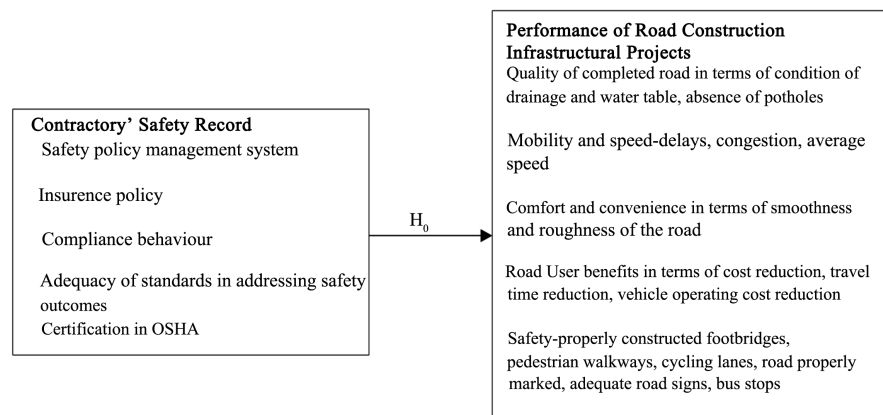 Contractory’ Safety Record
Safety policy management system
Insurence policy
Compliance behaviour
Adequacy of standards in addressing safety
outcomes
Certification in OSHA
H0
Performance of Road Construction
Infrastructural Projects
Quality of completed road in terms of condition of
drainage and water table, absence of potholes
Mobility and speed-delays, congestion, average
speed
Comfort and convenience in terms of smoothness
and roughness of the road
Road User benefits in terms of cost reduction, travel
time reduction, vehicle operating cost reduction
Safety-properly constructed footbridges,
pedestrian walkways, cycling lanes, road properly
marked, adequate road signs, bus stops